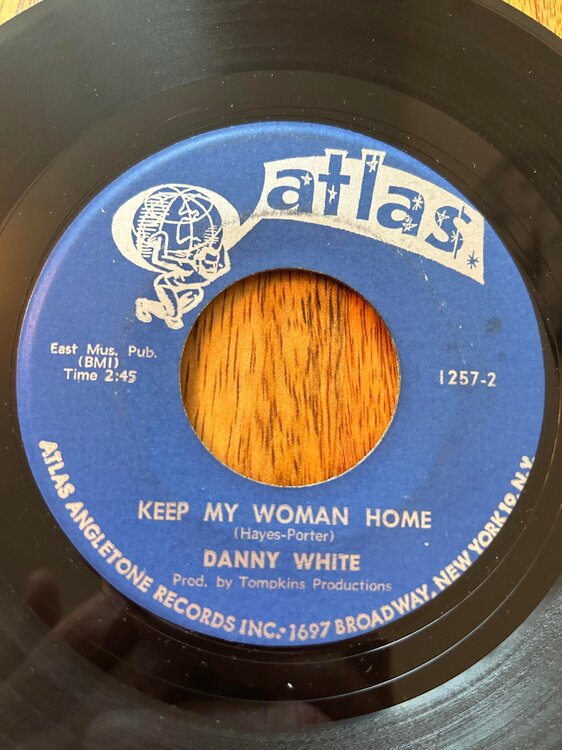 atlas
East Mus. Pub.
(BMI)
Time 2:45
1257-2
KEEP MY WOMAN HOME
(Hayes-Porter)
DANNY WHITE
Prod. by Tompkins Productions
ATLAS ANGLETONE RECORDS INC. • 1697 BROADWAY, NEW YORK 19, N.Y.